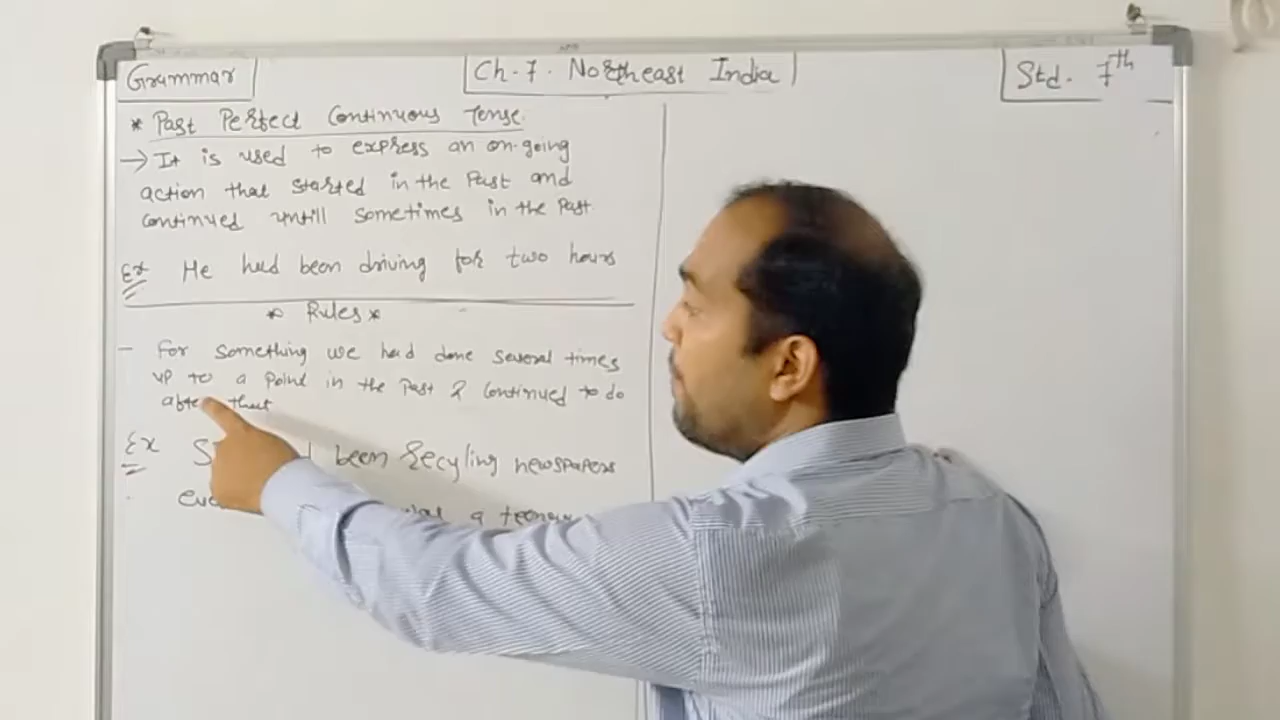 Grammar
Ch-7. Northeast India
Std. 7th
* Past Perfect Continuous Tense.
→ It is used to express an on-going
action that started in the Past and
continued untill sometimes in the Past.
Ex He had been driving for two hours
* Rules *
- For something we had done several times
up to a point in the Past & continued to do
after that
Ex been Recyling newspapers
a